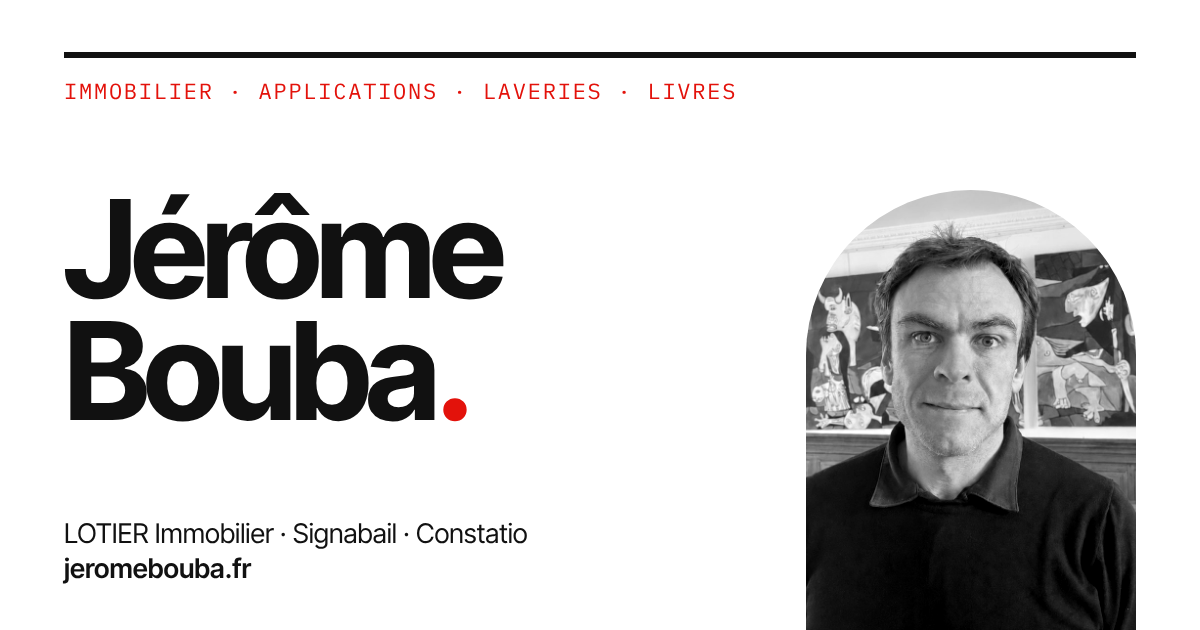 IMMOBILIER · APPLICATIONS · LAVERIES · LIVRES
Jérôme
Bouba.
LOTIER Immobilier · Signabail · Constatio
jeromebouba.fr